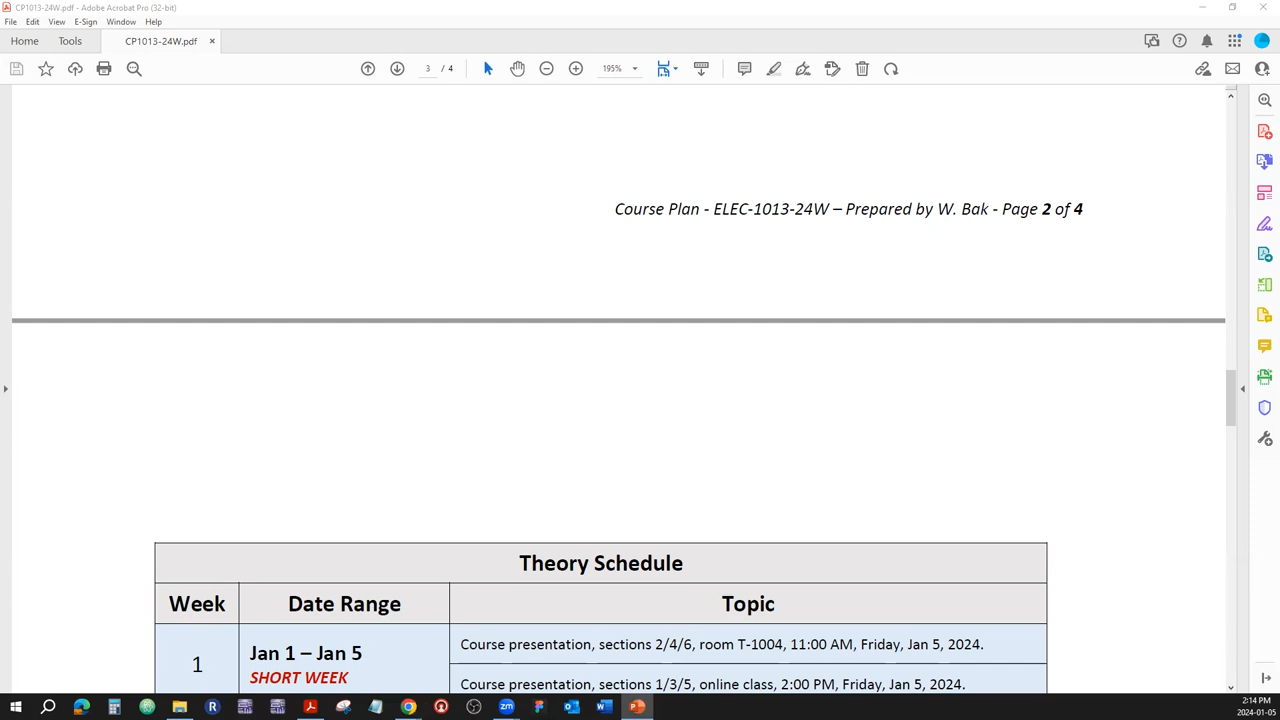 CP1013-24W.pdf - Adobe Acrobat Pro (32-bit)
File Edit View E-Sign Window Help
Home Tools CP1013-24W.pdf ×
3 / 4 195%
Course Plan - ELEC-1013-24W – Prepared by W. Bak - Page 2 of 4
Theory Schedule
Week Date Range Topic
1 Jan 1 – Jan 5 SHORT WEEK
Course presentation, sections 2/4/6, room T-1004, 11:00 AM, Friday, Jan 5, 2024.
Course presentation, sections 1/3/5, online class, 2:00 PM, Friday, Jan 5, 2024.
2:14 PM
2024-01-05